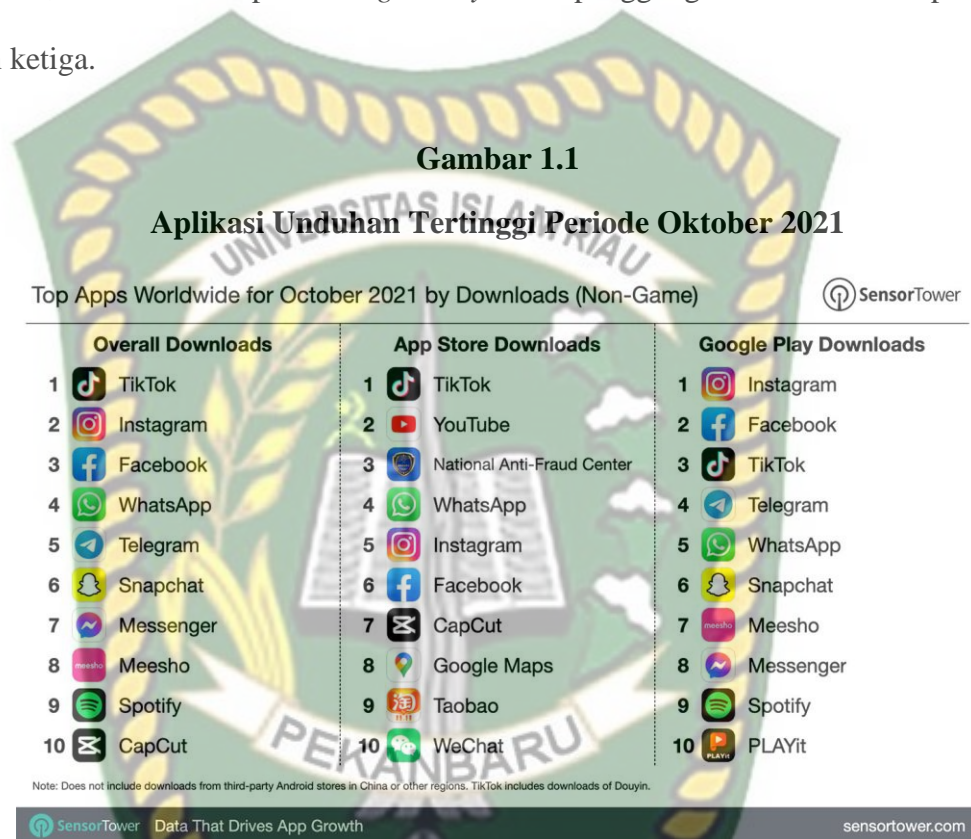 ketiga.
Gambar 1.1
Aplikasi Unduhan Tertinggi Periode Oktober 2021
UNIVERSITAS ISLAM RIAU
Top Apps Worldwide for October 2021 by Downloads (Non-Game)
SensorTower
Overall Downloads
1 TikTok
2 Instagram
3 Facebook
4 WhatsApp
5 Telegram
6 Snapchat
7 Messenger
8 meesho Meesho
9 Spotify
10 CapCut
App Store Downloads
1 TikTok
2 YouTube
3 National Anti-Fraud Center
4 WhatsApp
5 Instagram
6 Facebook
7 CapCut
8 Google Maps
9 淘 11.11 Taobao
10 WeChat
Google Play Downloads
1 Instagram
2 Facebook
3 TikTok
4 Telegram
5 WhatsApp
6 Snapchat
7 meesho Meesho
8 Messenger
9 Spotify
10 PLAYit PLAYit
PEKANBARU
Note: Does not include downloads from third-party Android stores in China or other regions. TikTok includes downloads of Douyin.
SensorTower Data That Drives App Growth
sensortower.com